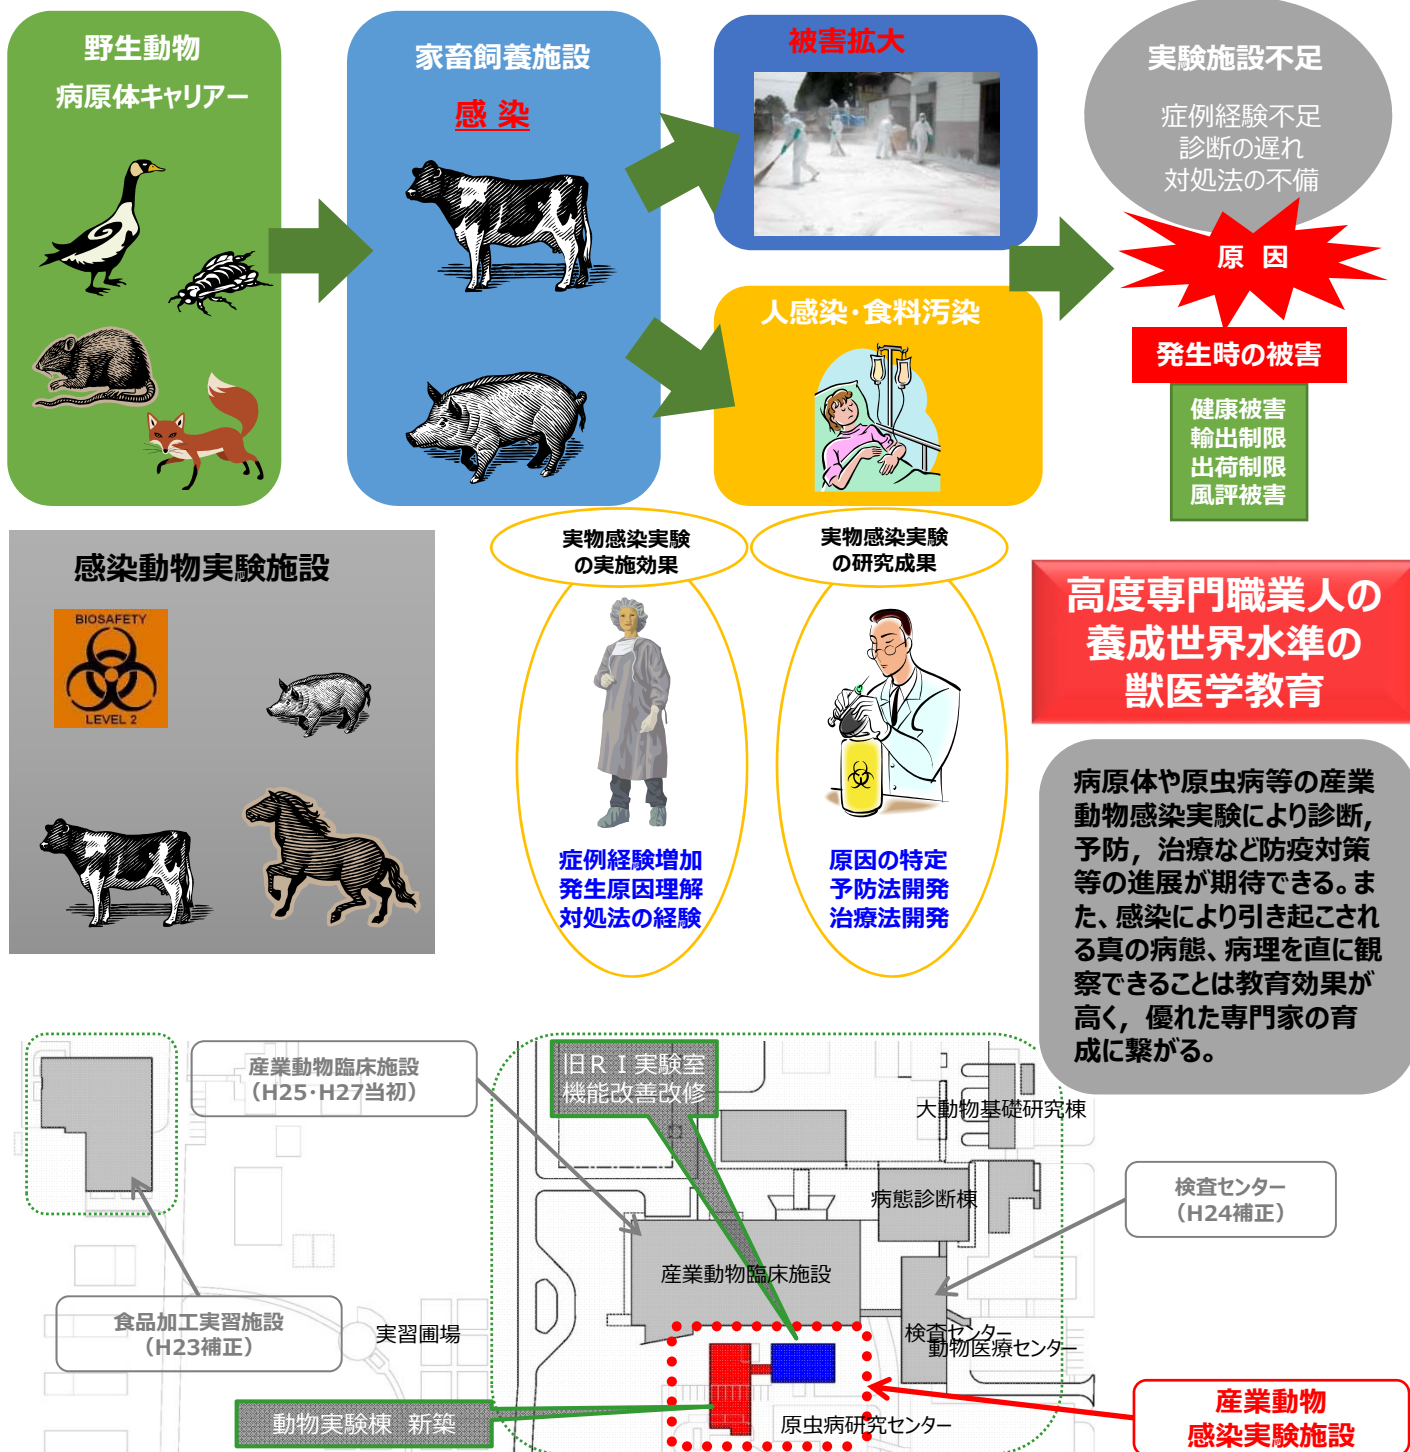 野生動物
病原体キャリアー
家畜飼養施設
感 染
被害拡大
人感染・食料汚染
実験施設不足
症例経験不足
診断の遅れ
対処法の不備
原 因
発生時の被害
健康被害
輸出制限
出荷制限
風評被害
感染動物実験施設
BIOSAFETY
LEVEL 2
実物感染実験
の実施効果
症例経験増加
発生原因理解
対処法の経験
実物感染実験
の研究成果
原因の特定
予防法開発
治療法開発
高度専門職業人の
養成世界水準の
獣医学教育
病原体や原虫病等の産業
動物感染実験により診断,
予防, 治療など防疫対策
等の進展が期待できる。ま
た、感染により引き起こされ
る真の病態、病理を直に観
察できることは教育効果が
高く, 優れた専門家の育
成に繋がる。
産業動物臨床施設
(H25・H27当初)
旧ＲＩ実験室
機能改善改修
大動物基礎研究棟
病態診断棟
検査センター
(H24補正)
産業動物臨床施設
食品加工実習施設
(H23補正)
実習圃場
検査センター
動物医療センター
動物実験棟 新築
原虫病研究センター
産業動物
感染実験施設